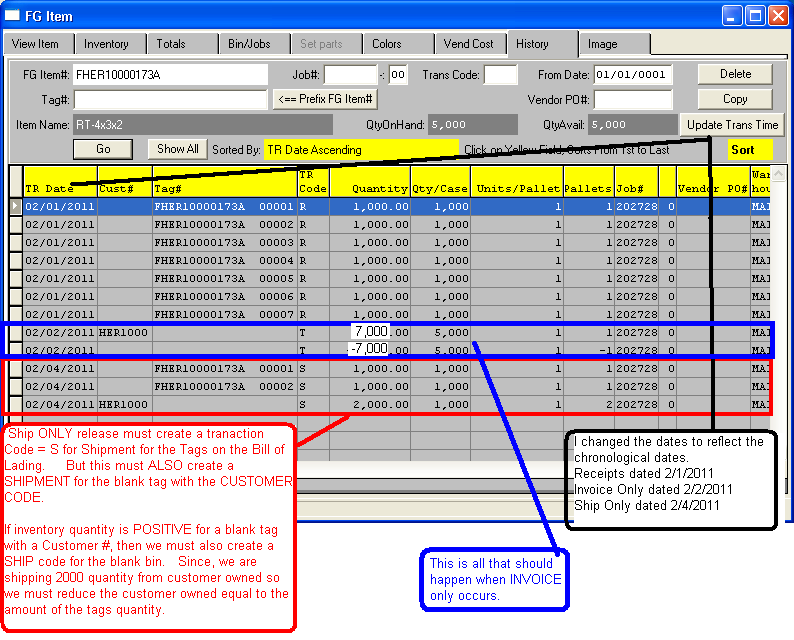 FG Item
View Item Inventory Totals Bin/Jobs Set parts Colors Vend Cost History Image
FG Item#: FHER10000173A Job#: -: 00 Trans Code: From Date: 01/01/0001 Delete
Tag#: <== Prefix FG Item# Vendor PO#: Copy
Item Name: RT-4x3x2 QtyOnHand: 5,000 QtyAvail: 5,000 Update Trans Time
Go Show All Sorted By: TR Date Ascending Click on Yellow Field, Sorts From 1st to Last Sort
TR Date Cust# Tag# TR Code Quantity Qty/Case Units/Pallet Pallets Job# Vendor PO# War hou
02/01/2011 FHER10000173A 00001 R 1,000.00 1,000 1 1 202728 0 MAI
02/01/2011 FHER10000173A 00002 R 1,000.00 1,000 1 1 202728 0 MAI
02/01/2011 FHER10000173A 00003 R 1,000.00 1,000 1 1 202728 0 MAI
02/01/2011 FHER10000173A 00004 R 1,000.00 1,000 1 1 202728 0 MAI
02/01/2011 FHER10000173A 00005 R 1,000.00 1,000 1 1 202728 0 MAI
02/01/2011 FHER10000173A 00006 R 1,000.00 1,000 1 1 202728 0 MAI
02/01/2011 FHER10000173A 00007 R 1,000.00 1,000 1 1 202728 0 MAI
02/02/2011 HER1000 T 7,000.00 5,000 1 1 202728 0 MAI
02/02/2011 T -7,000.00 5,000 1 -1 202728 0 MAI
02/04/2011 FHER10000173A 00001 S 1,000.00 1,000 1 1 202728 0 MAI
02/04/2011 FHER10000173A 00002 S 1,000.00 1,000 1 1 202728 0 MAI
02/04/2011 HER1000 S 2,000.00 1,000 1 2 202728 0 MAI
Ship ONLY release must create a tranaction
Code = S for Shipment for the Tags on the Bill of
Lading. But this must ALSO create a
SHIPMENT for the blank tag with the CUSTOMER
CODE.
If inventory quantity is POSITIVE for a blank tag
with a Customer #, then we must also create a
SHIP code for the blank bin. Since, we are
shipping 2000 quantity from customer owned so
we must reduce the customer owned equal to the
amount of the tags quantity.
This is all that should
happen when INVOICE
only occurs.
I changed the dates to reflect the
chronological dates.
Receipts dated 2/1/2011
Invoice Only dated 2/2/2011
Ship Only dated 2/4/2011